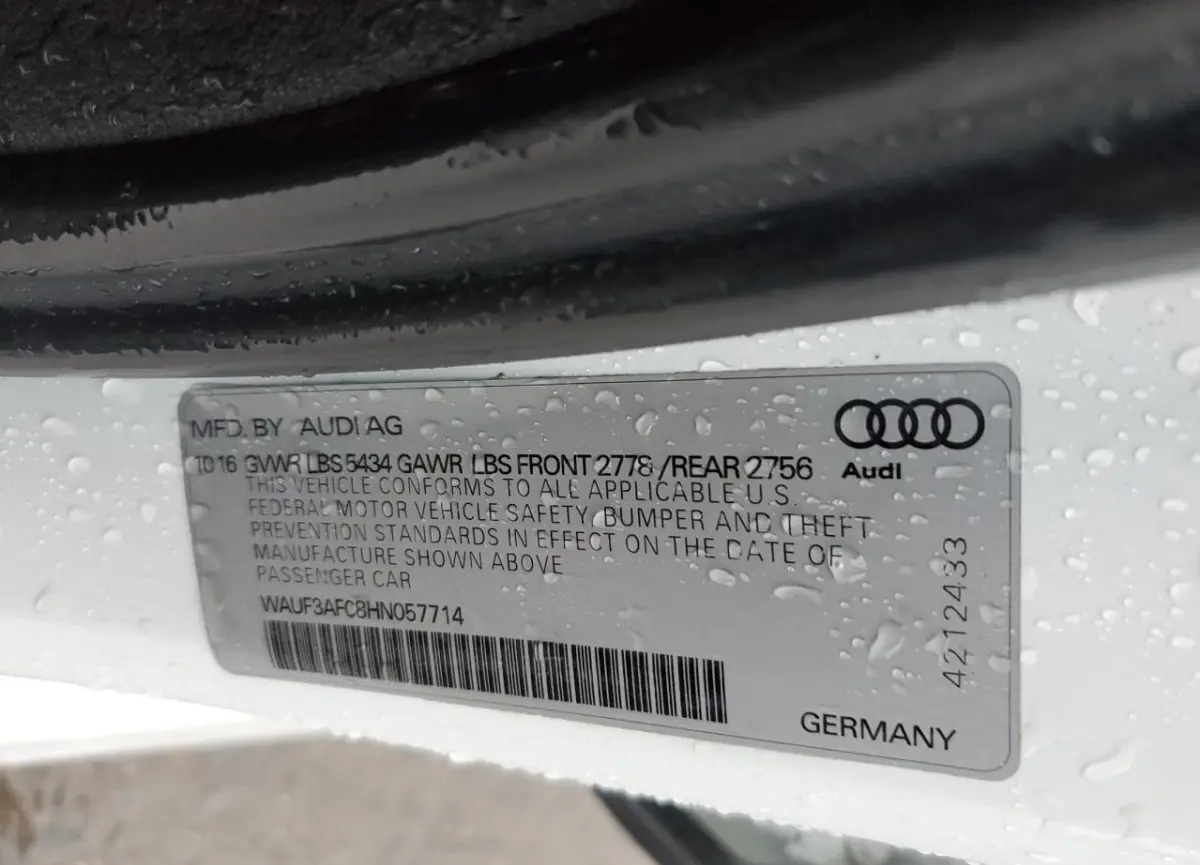 MFD. BY AUDI AG
10 16 GVWR LBS 5434 GAWR LBS FRONT 2778 /REAR 2756
THIS VEHICLE CONFORMS TO ALL APPLICABLE U.S.
FEDERAL MOTOR VEHICLE SAFETY, BUMPER AND THEFT
PREVENTION STANDARDS IN EFFECT ON THE DATE OF
MANUFACTURE SHOWN ABOVE
PASSENGER CAR
WAUF3AFC8HN057714
Audi
4212433
GERMANY